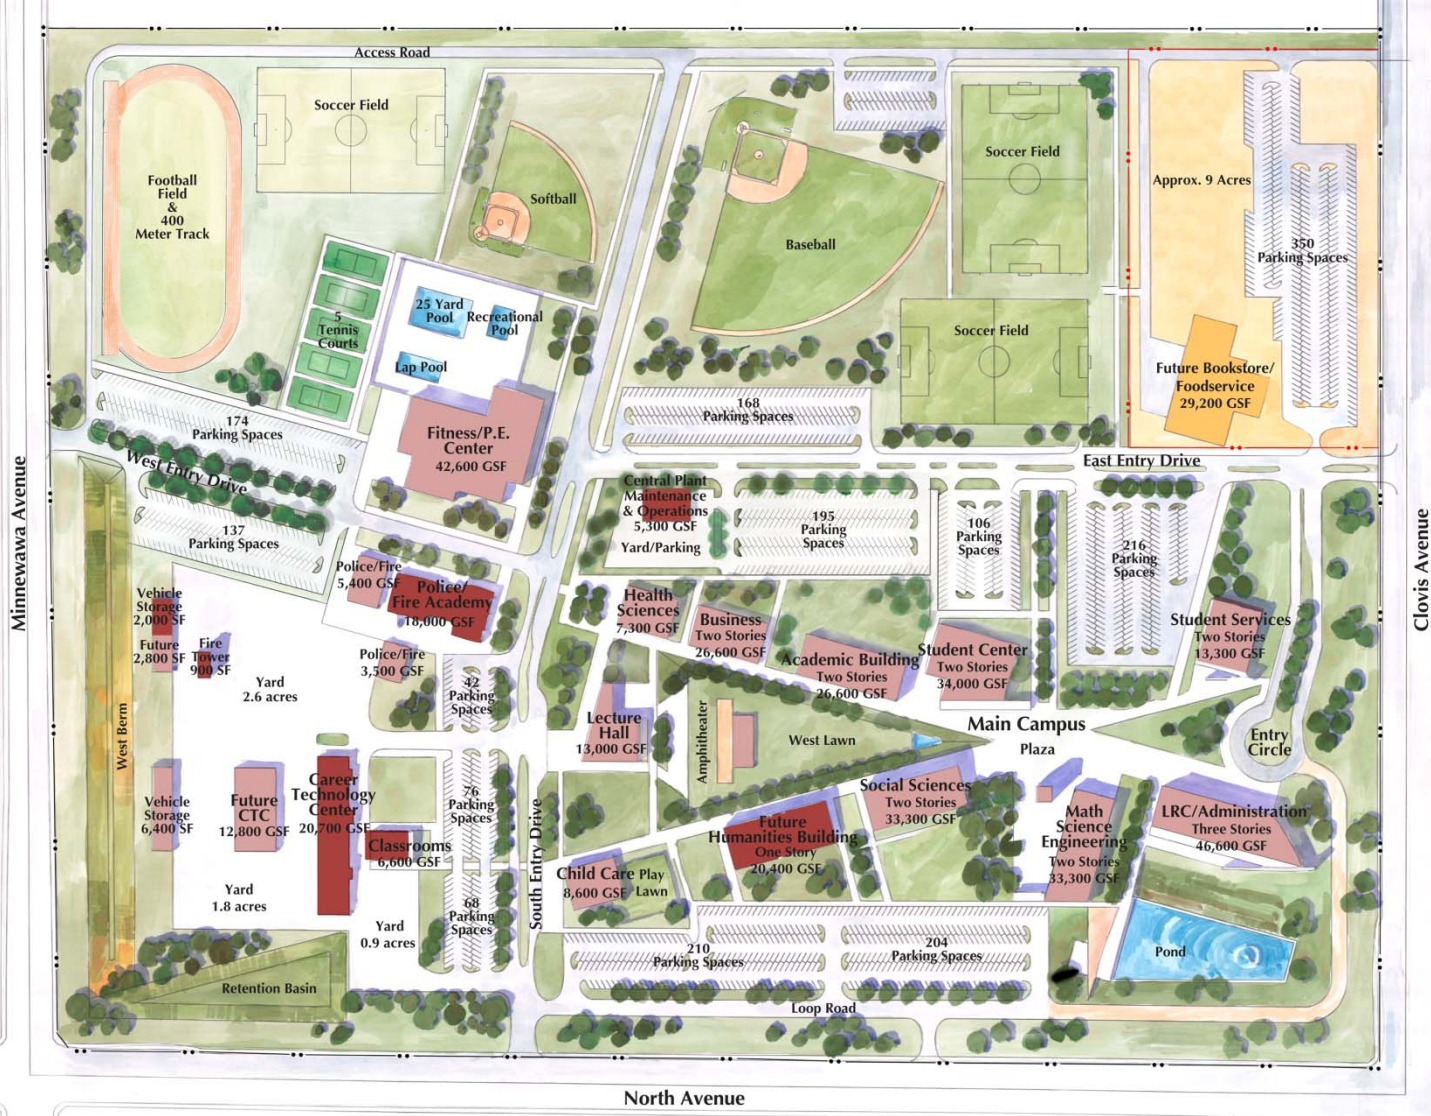 Access Road
Soccer Field
Football
Field
&
400
Meter Track
Softball
Baseball
Soccer Field
Approx. 9 Acres
350
Parking Spaces
5
Tennis
Courts
25 Yard
Pool
Recreational
Pool
Lap Pool
Soccer Field
Future Bookstore/
Foodservice
29,200 GSF
174
Parking Spaces
Fitness/P.E.
Center
42,600 GSF
168
Parking Spaces
West Entry Drive
East Entry Drive
137
Parking Spaces
Central Plant
Maintenance
& Operations
5,300 GSF
Yard/Parking
195
Parking
Spaces
106
Parking
Spaces
216
Parking
Spaces
Minnewawa Avenue
Clovis Avenue
Police/Fire
5,400 GSF
Police/
Fire Academy
18,000 GSF
Vehicle
Storage
2,000 SF
Future
2,800 SF
Fire
Tower
900 SF
Police/Fire
3,500 GSF
Yard
2.6 acres
42
Parking
Spaces
Health
Sciences
7,300 GSF
Business
Two Stories
26,600 GSF
Academic Building
Two Stories
26,600 GSF
Student Center
Two Stories
34,000 GSF
Student Services
Two Stories
13,300 GSF
West Berm
Lecture
Hall
13,000 GSF
Amphitheater
West Lawn
Main Campus
Plaza
Entry
Circle
Vehicle
Storage
6,400 SF
Future
CTC
12,800 GSF
Career
Technology
Center
20,700 GSF
Classrooms
6,600 GSF
76
Parking
Spaces
South Entry Drive
Social Sciences
Two Stories
33,300 GSF
Future
Humanities Building
One Story
20,400 GSF
Math
Science
Engineering
Two Stories
33,300 GSF
LRC/Administration
Three Stories
46,600 GSF
Yard
1.8 acres
Yard
0.9 acres
68
Parking
Spaces
Child Care
8,600 GSF
Play
Lawn
210
Parking Spaces
204
Parking Spaces
Pond
Retention Basin
Loop Road
North Avenue